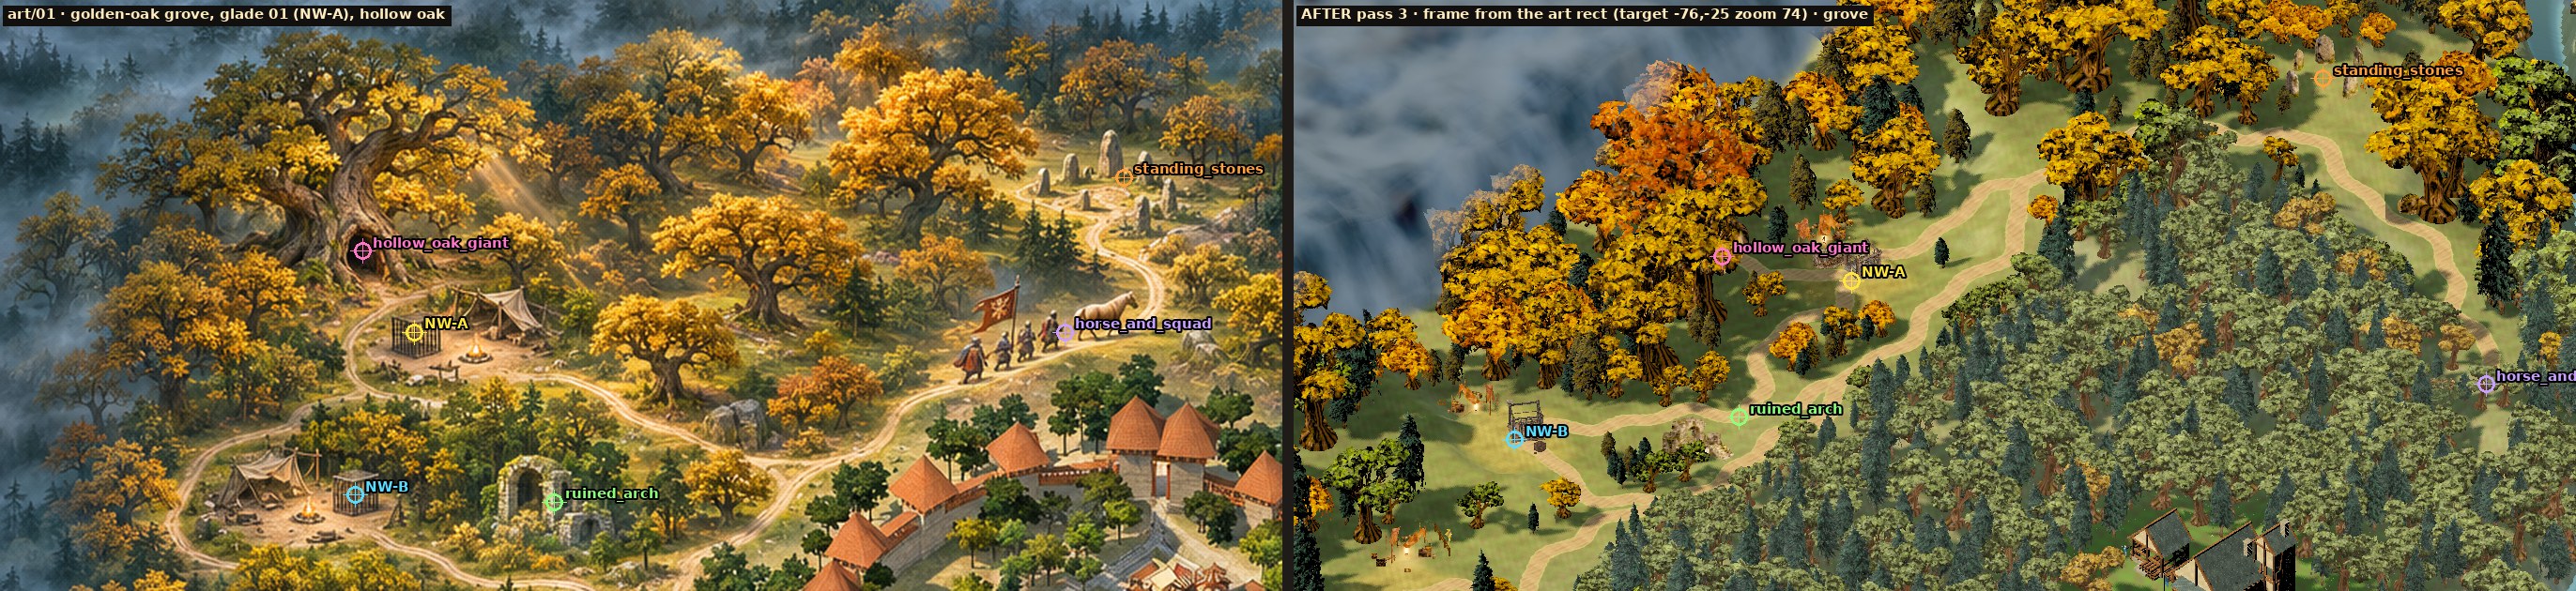 art/01 · golden-oak grove, glade 01 (NW-A), hollow oak
standing_stones
hollow_oak_giant
NW-A
horse_and_squad
NW-B
ruined_arch
AFTER pass 3 · frame from the art rect (target -76,-25 zoom 74) · grove
standing_stones
hollow_oak_giant
NW-A
horse_and
ruined_arch
NW-B